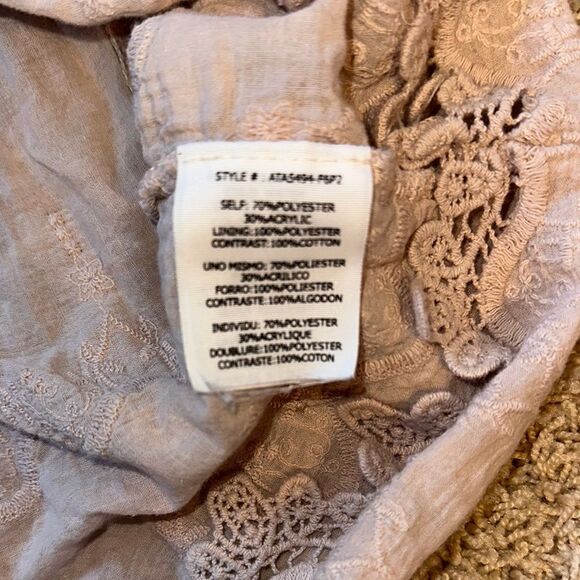 STYLE # : ATA5494-F6P2
SELF: 70%POLYESTER
30%ACRYLIC
LINING:100%POLYESTER
CONTRAST:100%COTTON
UNO MISMO: 70%POLIESTER
30%ACRILICO
FORRO:100%POLIESTER
CONTRASTE:100%ALGODON
INDIVIDU: 70%POLYESTER
30%ACRYLIQUE
DOUBLURE:100%POLYESTER
CONTRASTE:100%COTON